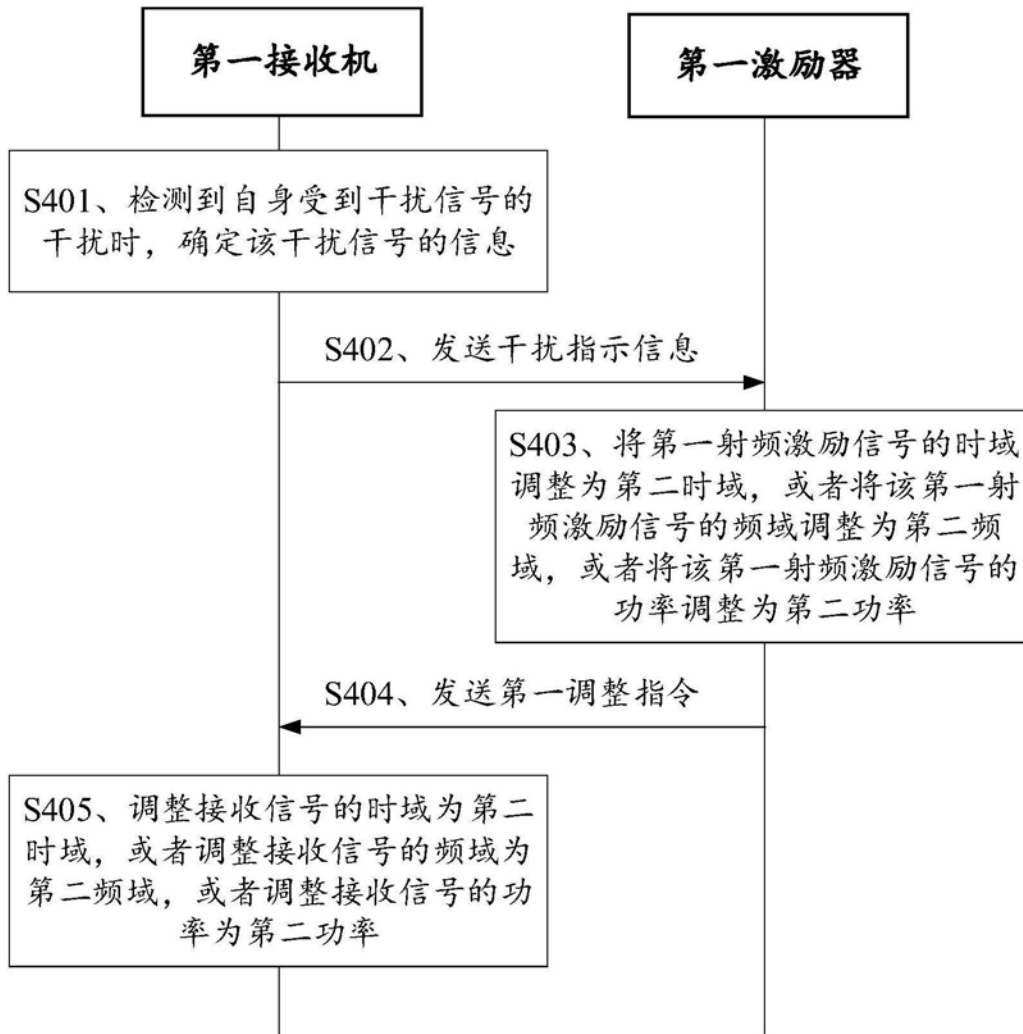 第一接收机
第一激励器
S401、检测到自身受到干扰信号的
干扰时，确定该干扰信号的信息
S402、发送干扰指示信息
S403、将第一射频激励信号的时域
调整为第二时域，或者将该第一射
频激励信号的频域调整为第二频
域，或者将该第一射频激励信号的
功率调整为第二功率
S404、发送第一调整指令
S405、调整接收信号的时域为第二
时域，或者调整接收信号的频域为
第二频域，或者调整接收信号的功
率为第二功率